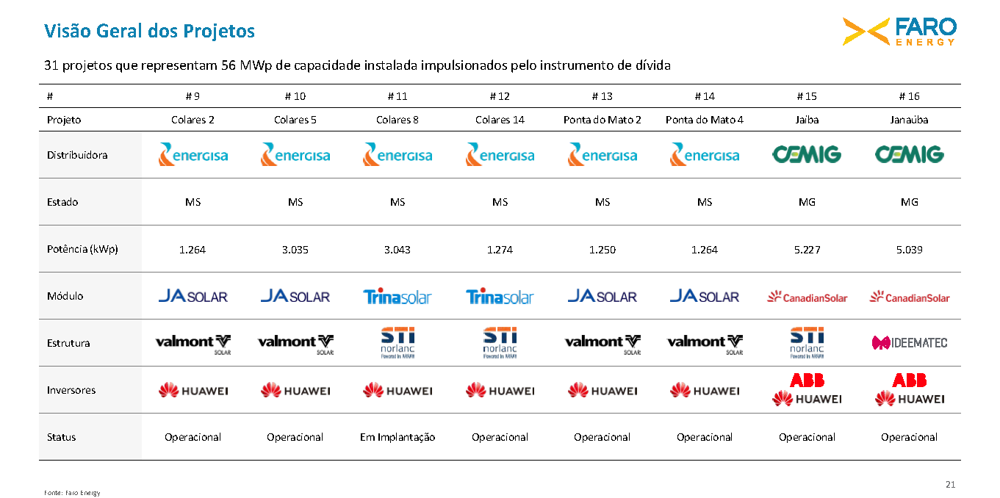 Visão Geral dos Projetos
FARO
ENERGY
31 projetos que representam 56 MWp de capacidade instalada impulsionados pelo instrumento de dívida
# # 9 # 10 # 11 # 12 # 13 # 14 # 15 # 16
Projeto Colares 2 Colares 5 Colares 8 Colares 14 Ponta do Mato 2 Ponta do Mato 4 Jaíba Janaúba
Distribuidora energisa energisa energisa energisa energisa energisa CEMIG CEMIG
Estado MS MS MS MS MS MS MG MG
Potência (kWp) 1.264 3.035 3.043 1.274 1.250 1.264 5.227 5.039
Módulo JA SOLAR JA SOLAR Trinasolar Trinasolar JA SOLAR JA SOLAR CanadianSolar CanadianSolar
Estrutura valmont SOLAR valmont SOLAR STi norland Powered by ARRAY STi norland Powered by ARRAY valmont SOLAR valmont SOLAR STi norland Powered by ARRAY IDEEMATEC
Inversores HUAWEI HUAWEI HUAWEI HUAWEI HUAWEI HUAWEI ABB HUAWEI ABB HUAWEI
Status Operacional Operacional Em Implantação Operacional Operacional Operacional Operacional Operacional
Fonte: Faro Energy
21